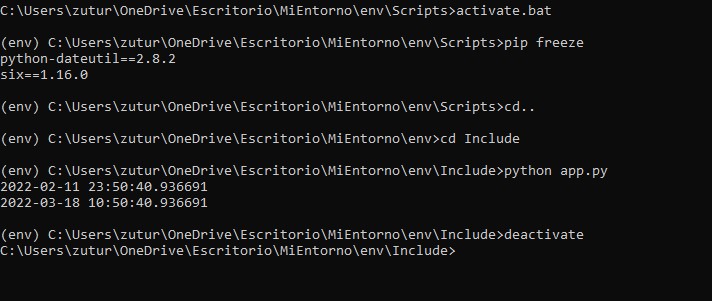 C:\Users\zutur\OneDrive\Escritorio\MiEntorno\env\Scripts>activate.bat
(env) C:\Users\zutur\OneDrive\Escritorio\MiEntorno\env\Scripts>pip freeze
python-dateutil==2.8.2
six==1.16.0
(env) C:\Users\zutur\OneDrive\Escritorio\MiEntorno\env\Scripts>cd..
(env) C:\Users\zutur\OneDrive\Escritorio\MiEntorno\env>cd Include
(env) C:\Users\zutur\OneDrive\Escritorio\MiEntorno\env\Include>python app.py
2022-02-11 23:50:40.936691
2022-03-18 10:50:40.936691
(env) C:\Users\zutur\OneDrive\Escritorio\MiEntorno\env\Include>deactivate
C:\Users\zutur\OneDrive\Escritorio\MiEntorno\env\Include>